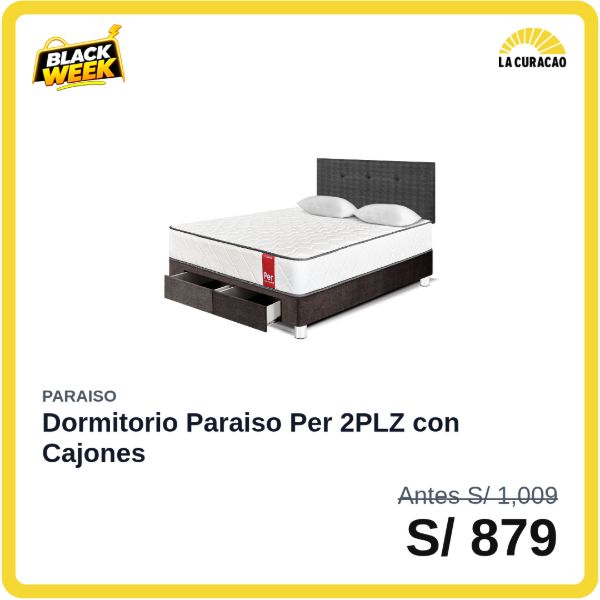 BLACK
WEEK
LA CURACAO
Per
PARAISO
Dormitorio Paraiso Per 2PLZ con
Cajones
Antes S/ 1,009
S/ 879